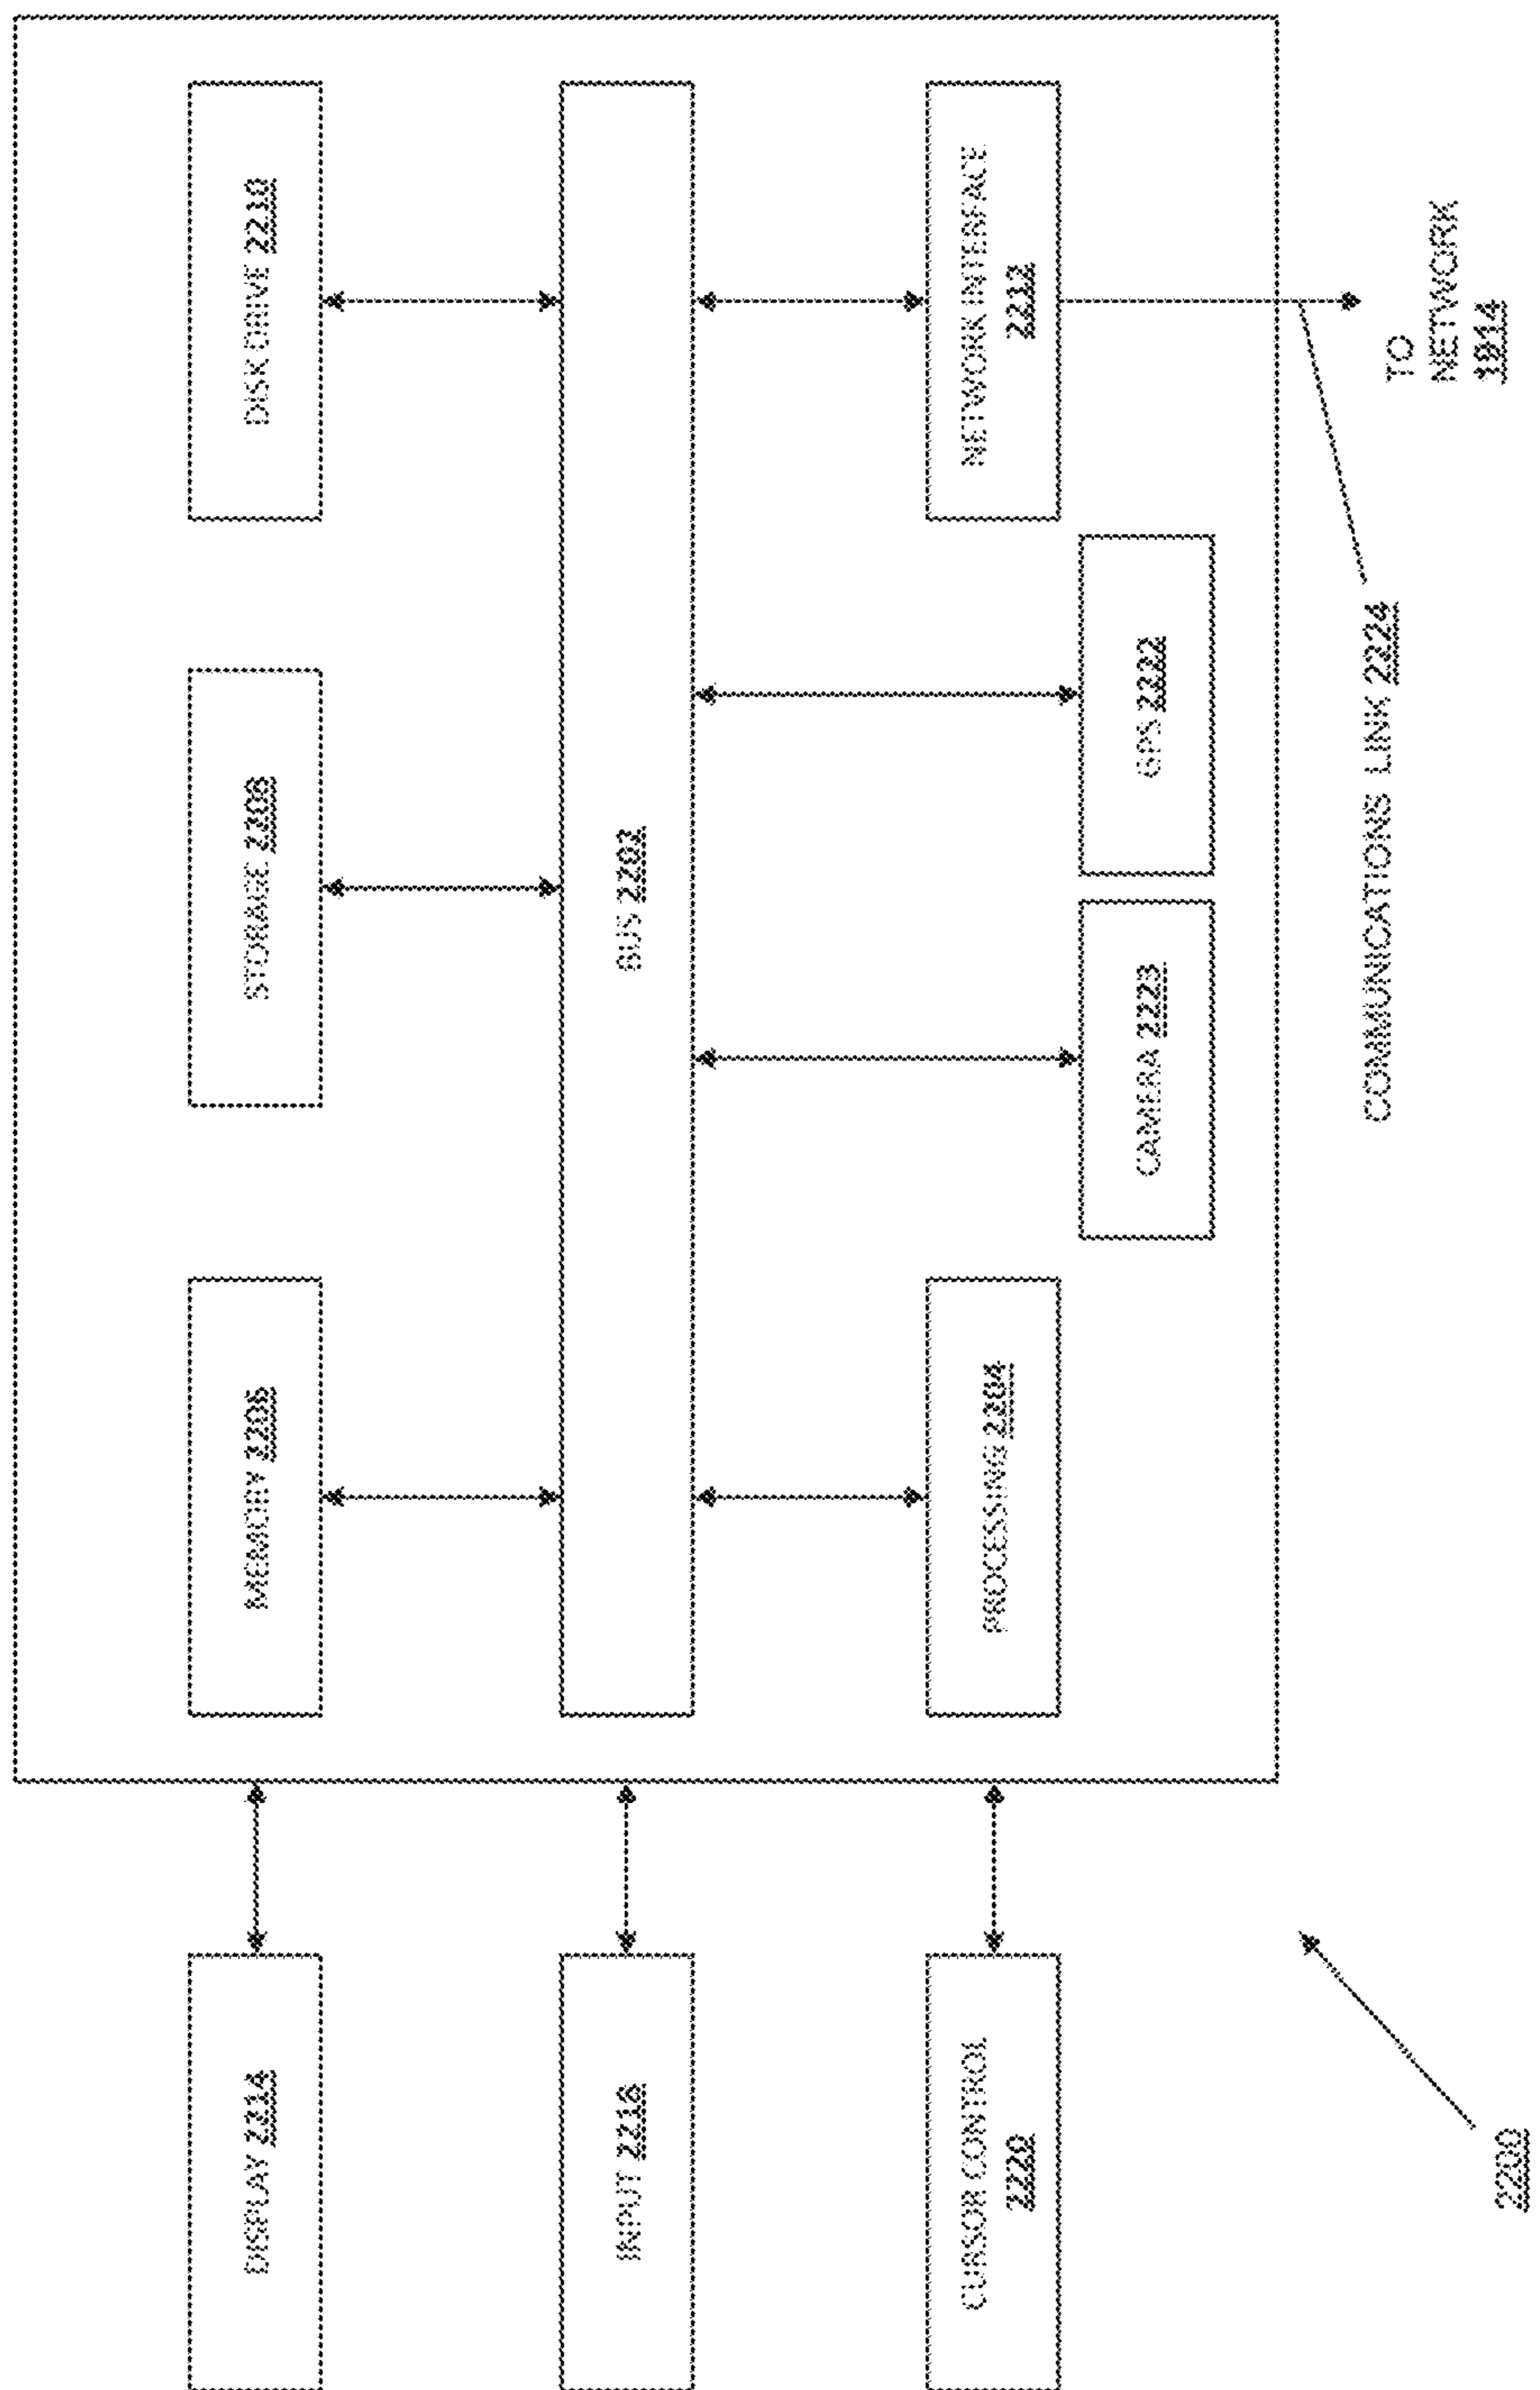 DISPLAY 2214
MEMORY 2206
STORAGE 2208
DISK DRIVE 2210
INPUT 2218
BUS 2202
CURSOR CONTROL
2220
PROCESSING 2204
CAMERA 2223
GPS 2222
NETWORK INTERFACE
2212
COMMUNICATIONS LINK 2224
TO
NETWORK
2200